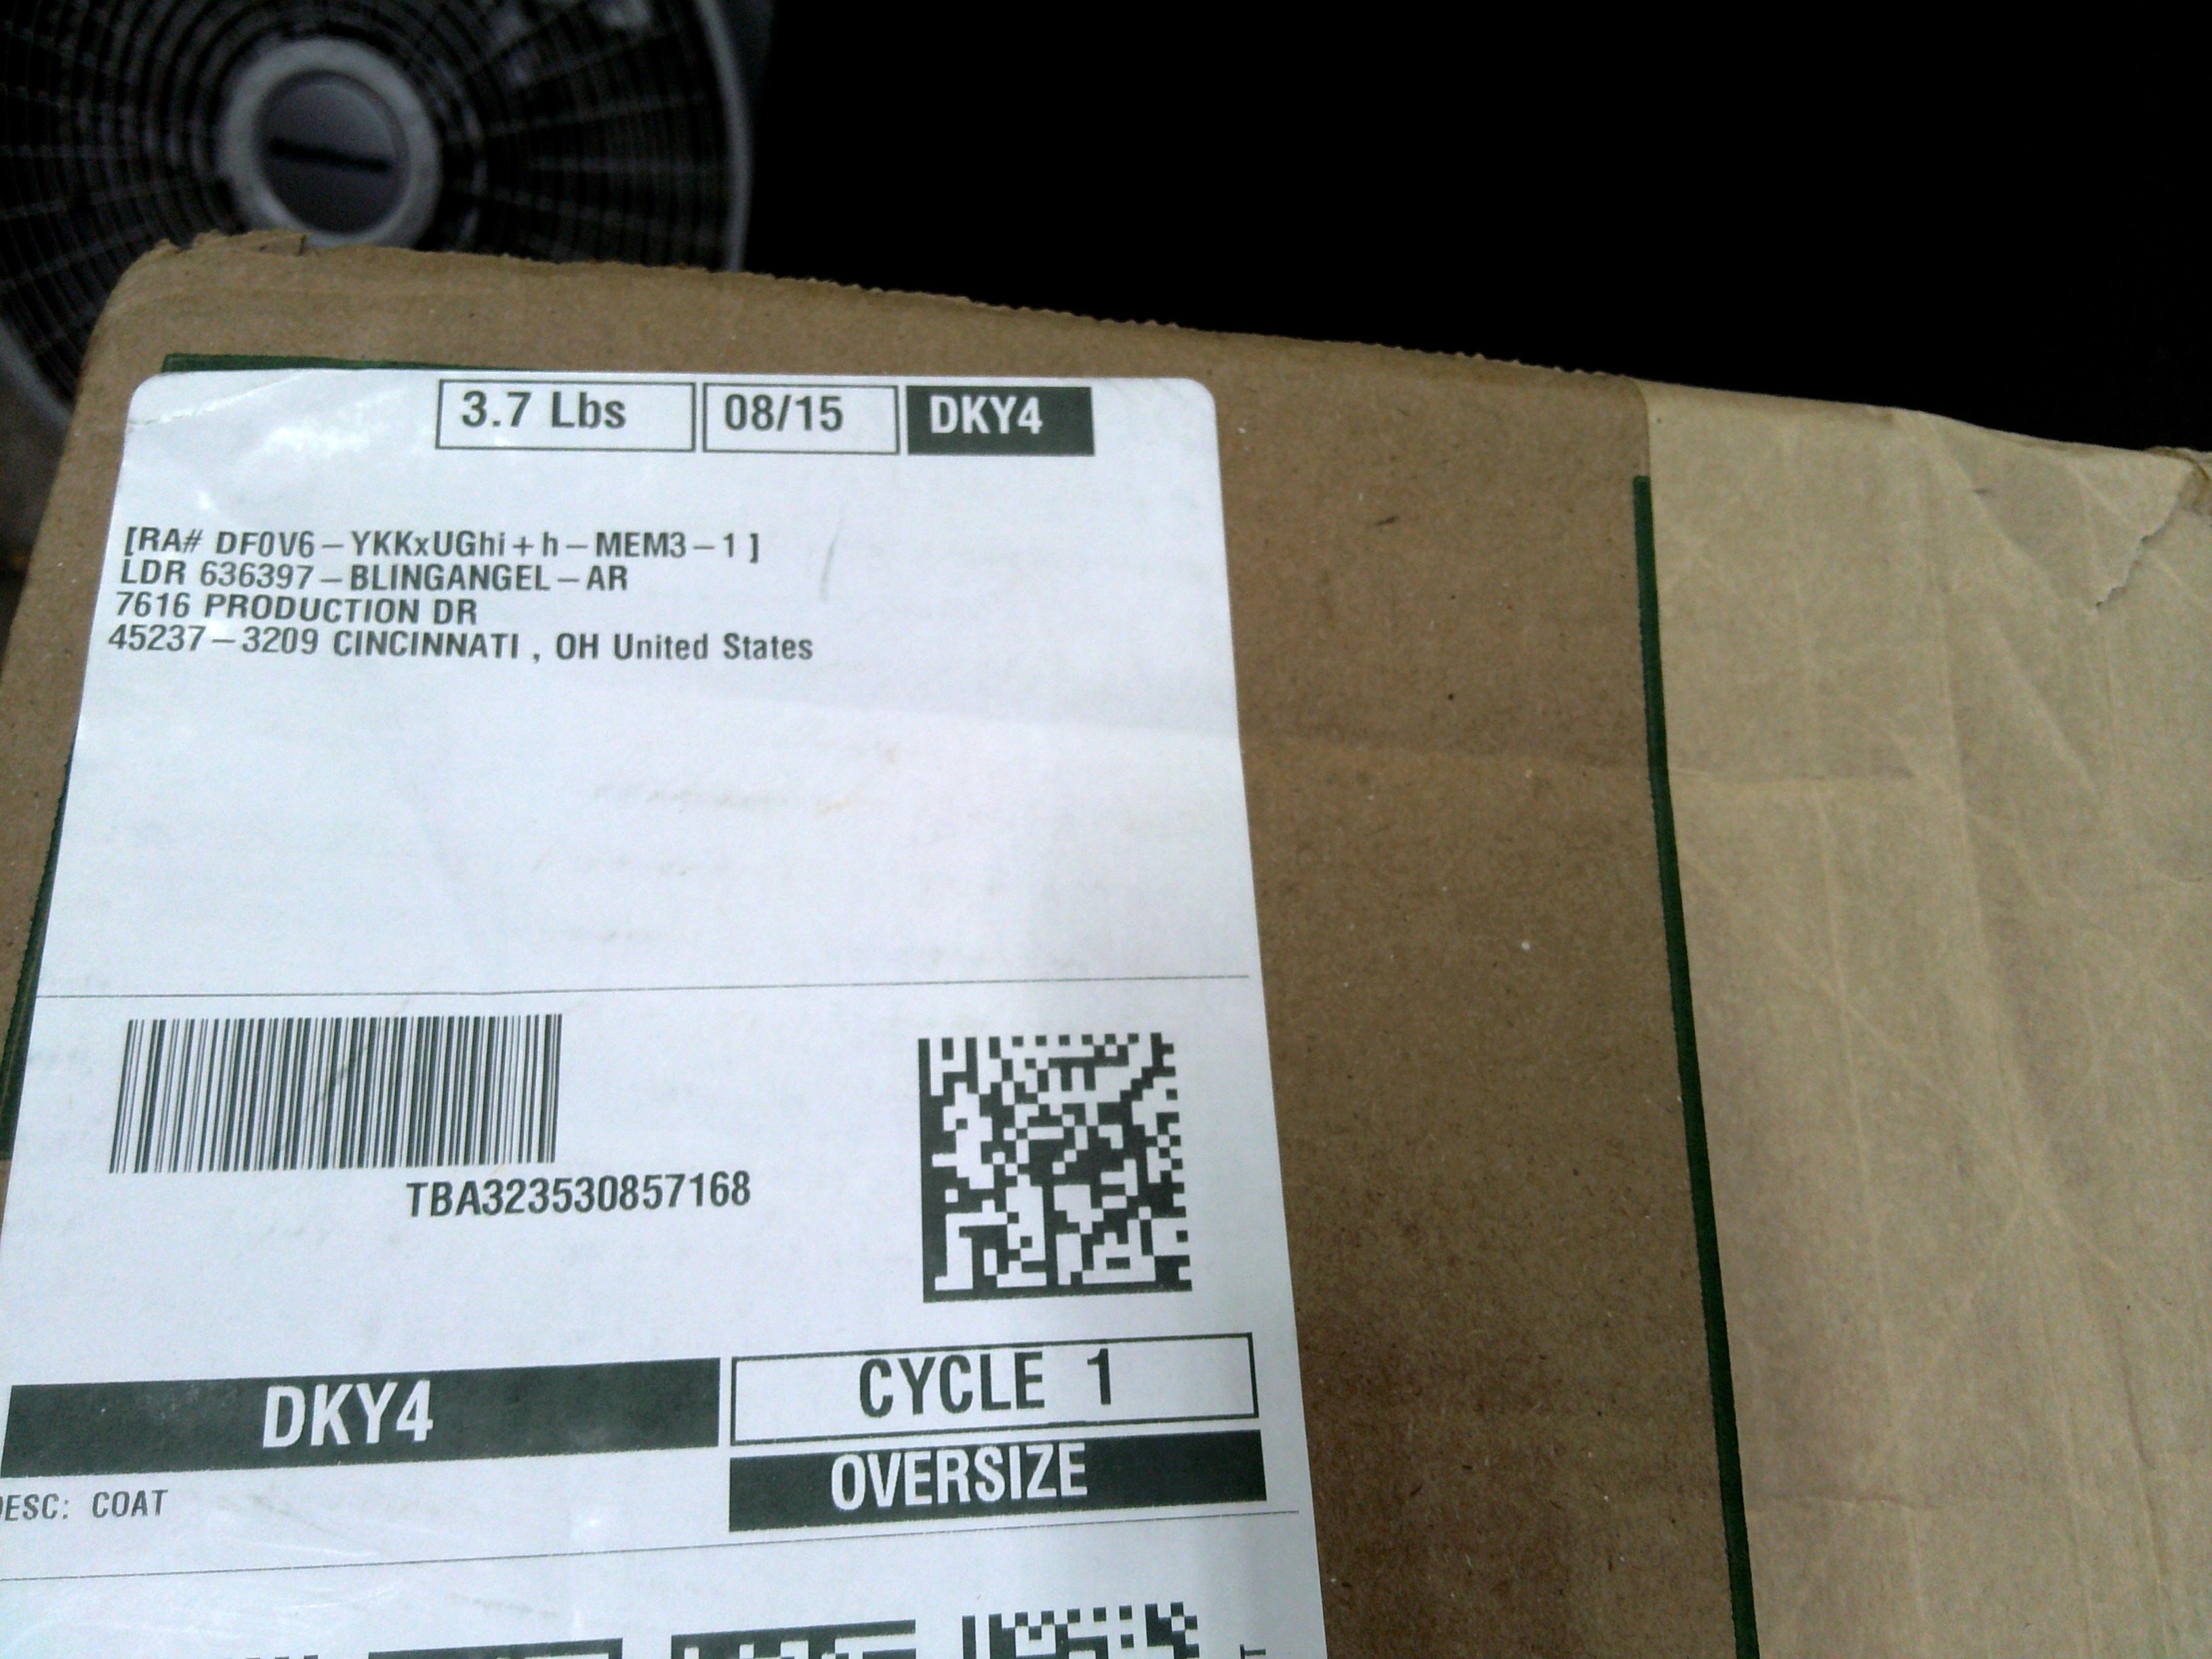 3.7 Lbs 08/15 DKY4
[RA# DF0V6-YKKxUGhi+h-MEM3-1 ]
LDR 636397-BLINGANGEL-AR
7616 PRODUCTION DR
45237-3209 CINCINNATI , OH United States
TBA323530857168
DKY4 CYCLE 1
OVERSIZE
ESC: COAT